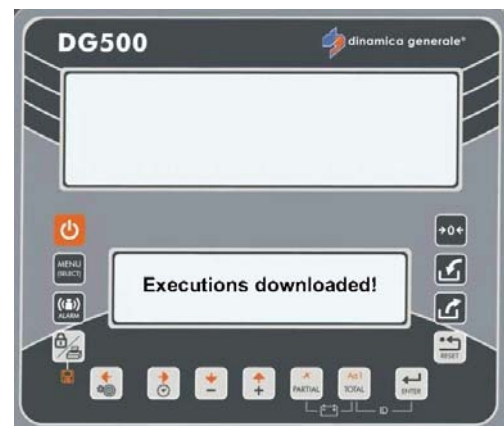 DG500
dinamica generale®
→0←
MENU
(SELECT)
Executions downloaded!
ALARM
RESET
PARTIAL
TOTAL
ENTER
ID